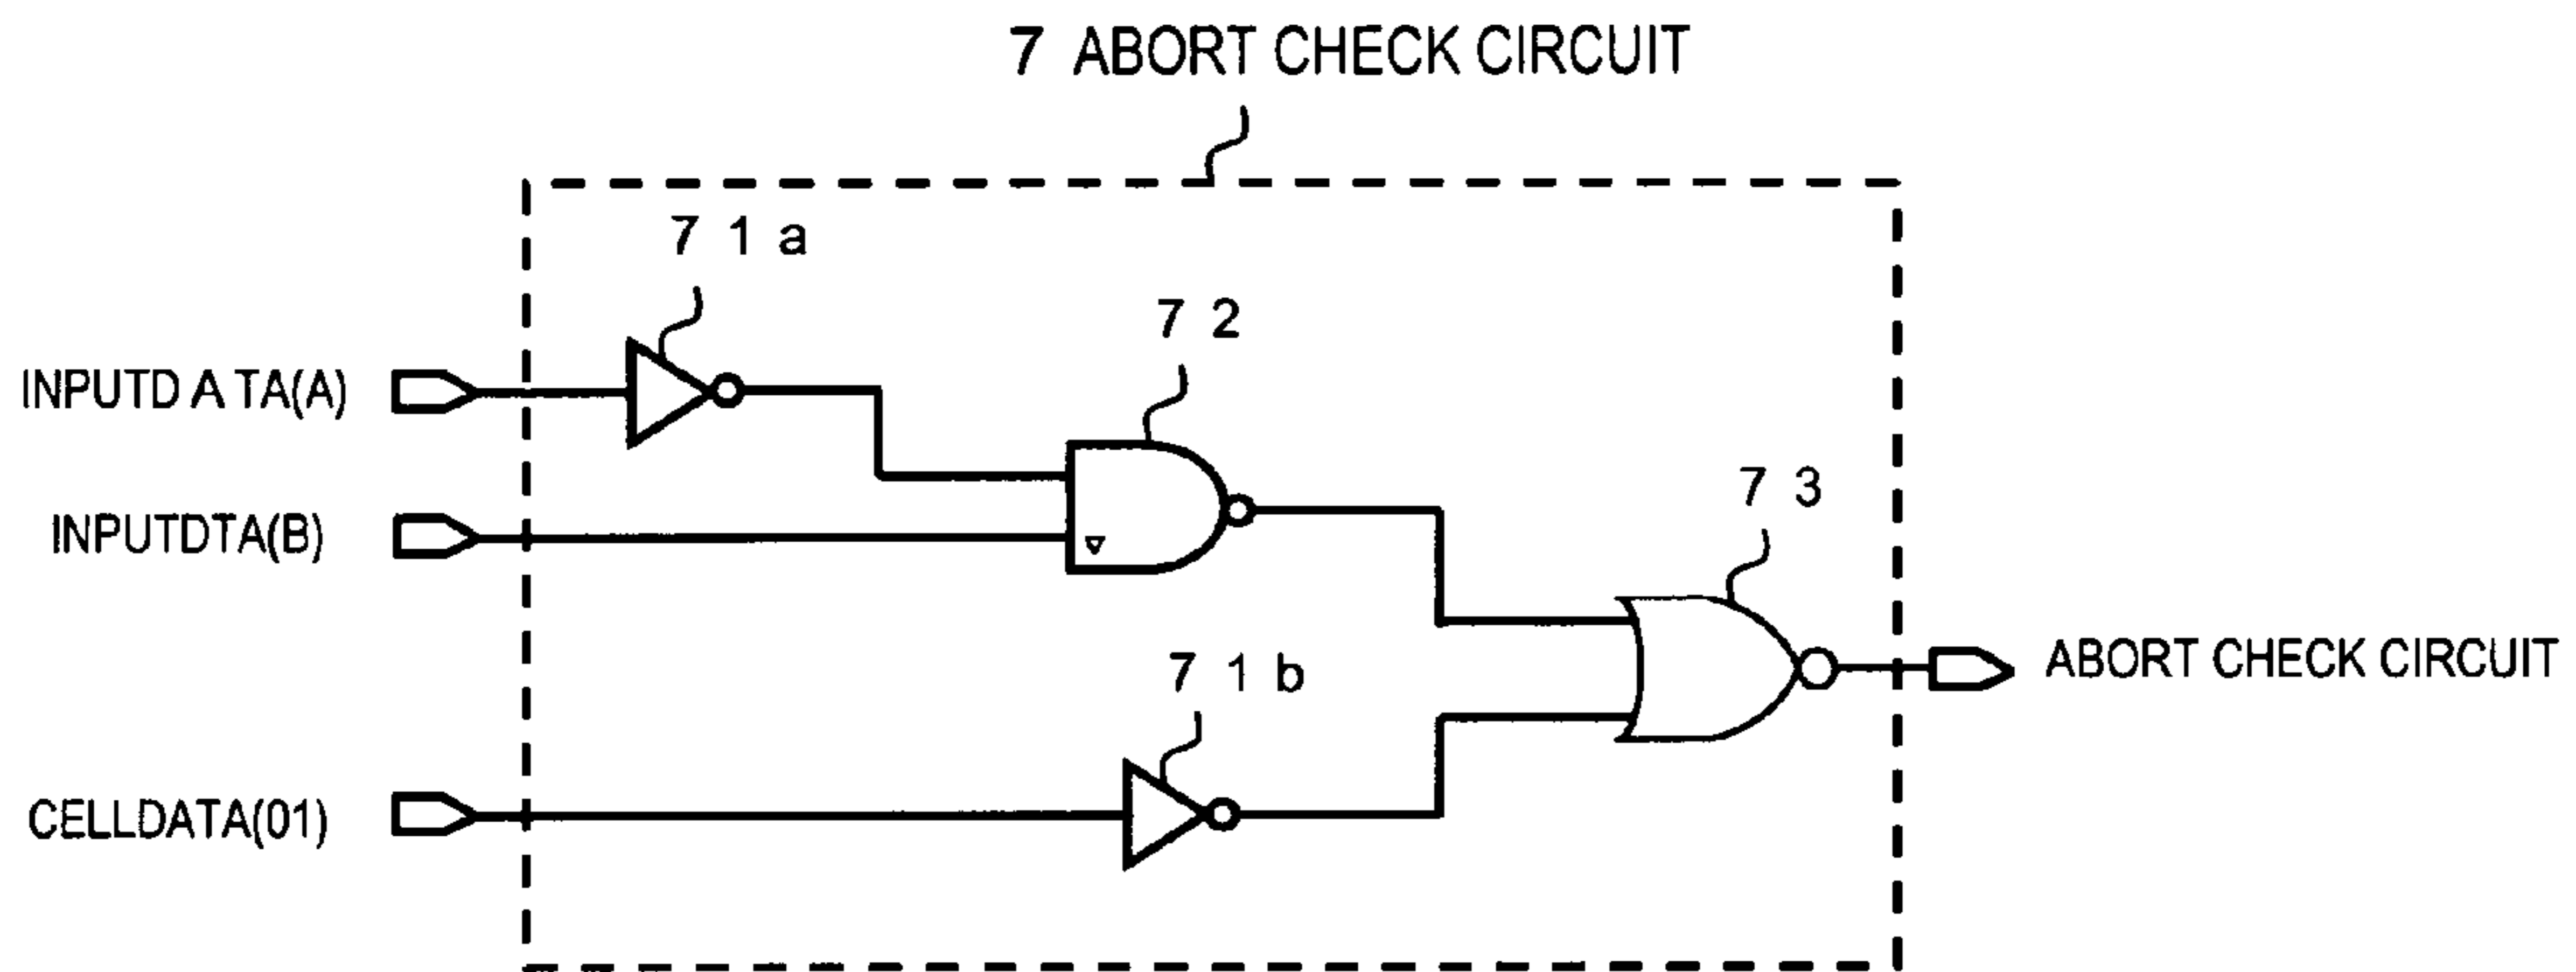 7 ABORT CHECK CIRCUIT
7 1 a
7 2
INPUTD A TA(A)
7 3
INPUTDTA(B)
7 1 b
ABORT CHECK CIRCUIT
CELLDATA(01)